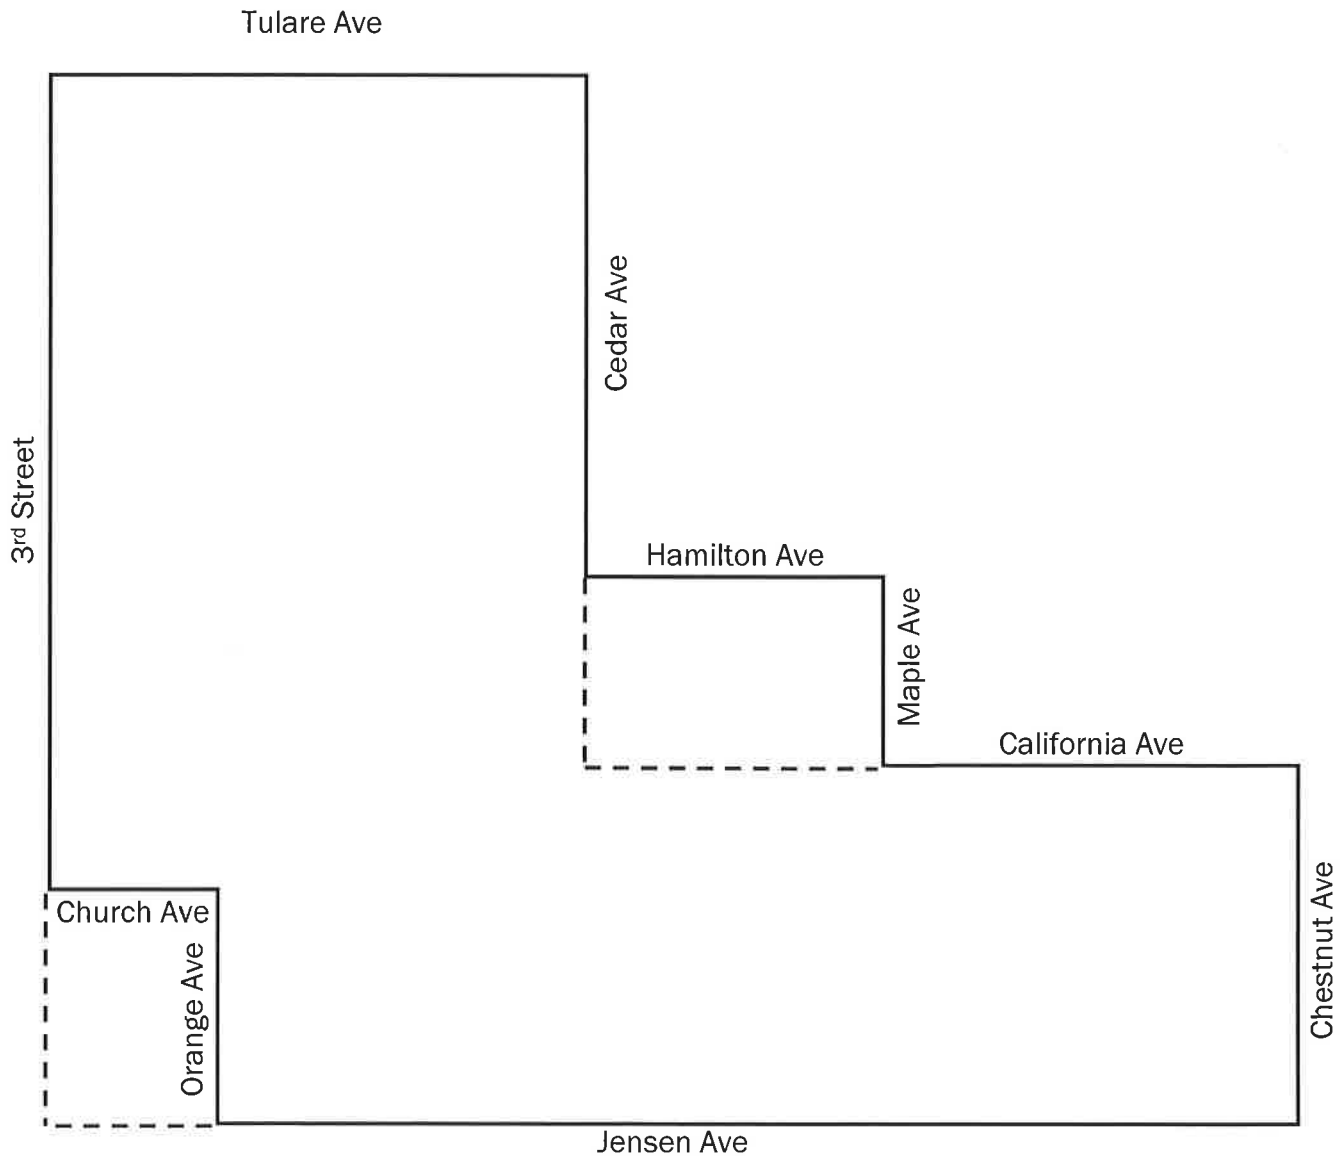 Tulare Ave
Cedar Ave
3rd Street
Hamilton Ave
Maple Ave
California Ave
Church Ave
Orange Ave
Chestnut Ave
Jensen Ave